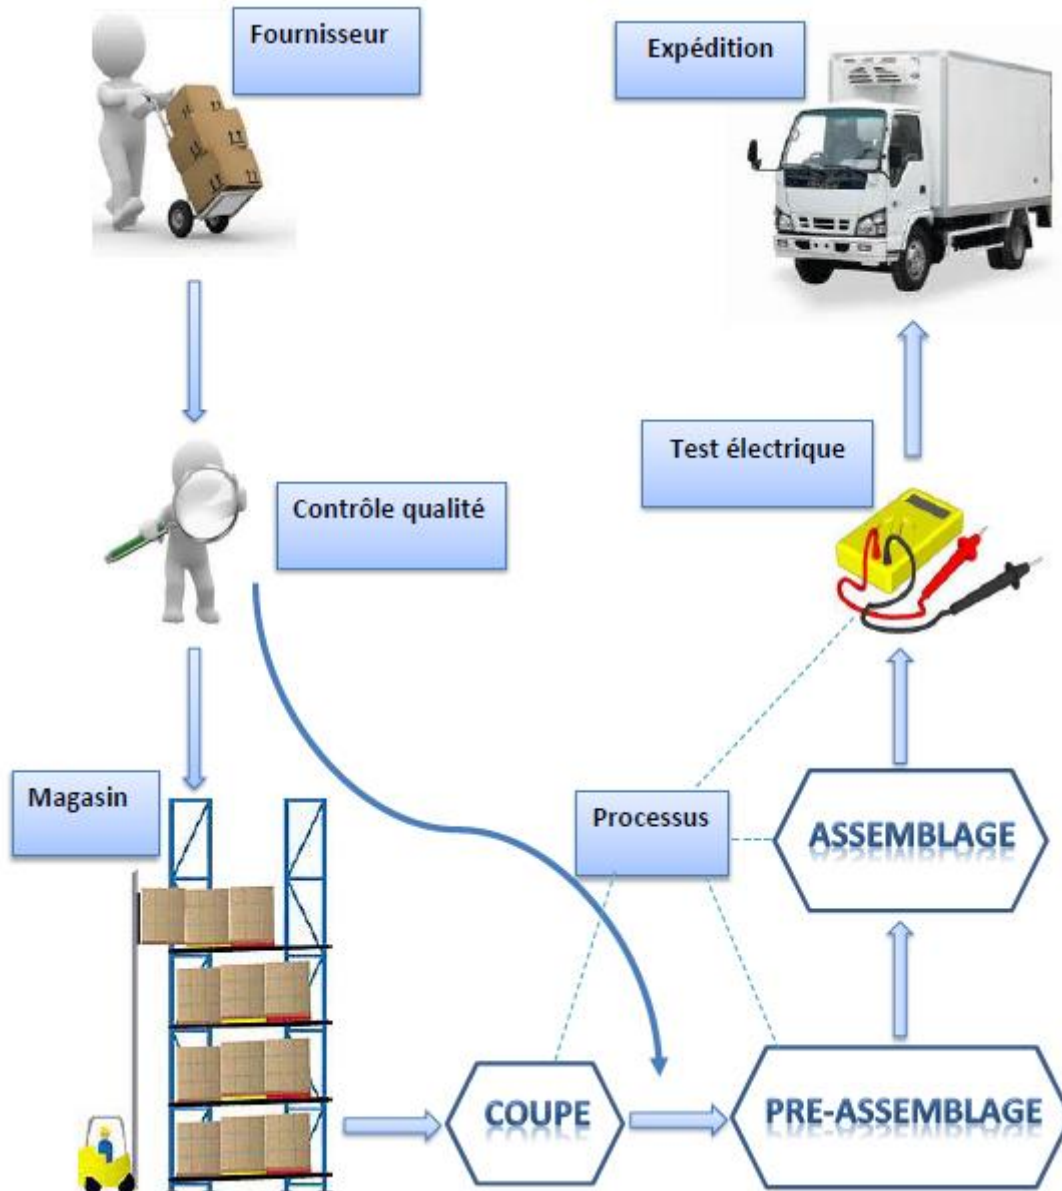 Fournisseur
Expédition
Test électrique
Contrôle qualité
Magasin
Processus
ASSEMBLAGE
COUPE
PRE-ASSEMBLAGE